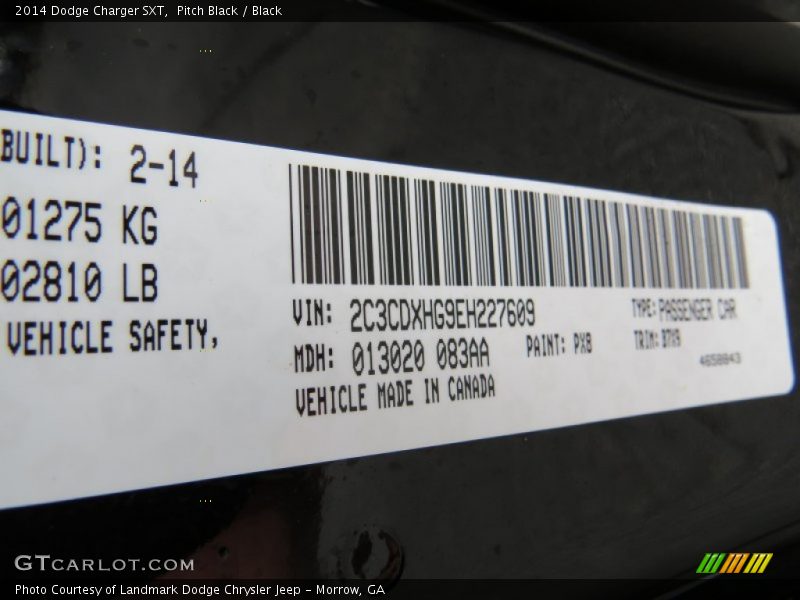 2014 Dodge Charger SXT,  Pitch Black / Black
BUILT): 2-14
01275 KG
02810 LB
VEHICLE SAFETY,
VIN: 2C3CDXHG9EH227609
TYPE: PASSENGER CAR
MDH: 013020 083AA
PAINT: PX8
TRIM: B7X9
VEHICLE MADE IN CANADA
4658843
GTCARLOT.COM
Photo Courtesy of Landmark Dodge Chrysler Jeep - Morrow, GA